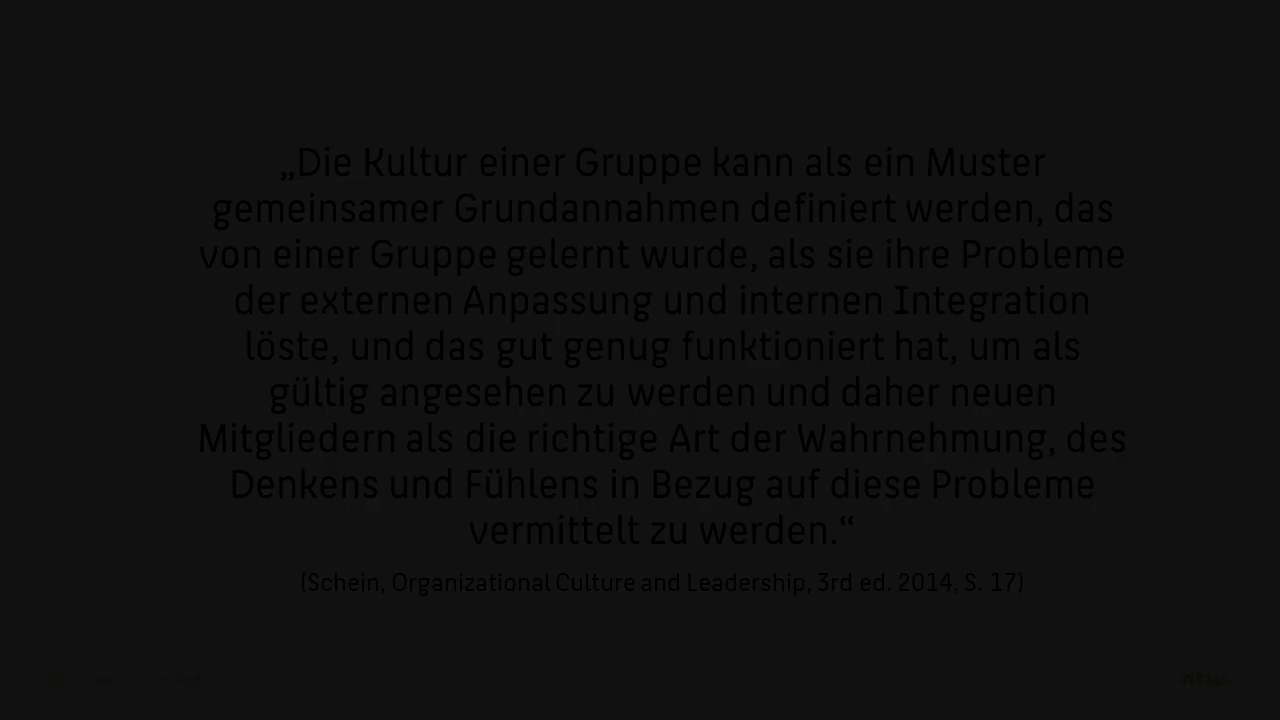 „Die Kultur einer Gruppe kann als ein Muster
gemeinsamer Grundannahmen definiert werden, das
von einer Gruppe gelernt wurde, als sie ihre Probleme
der externen Anpassung und internen Integration
löste, und das gut genug funktioniert hat, um als
gültig angesehen zu werden und daher neuen
Mitgliedern als die richtige Art der Wahrnehmung, des
Denkens und Fühlens in Bezug auf diese Probleme
vermittelt zu werden.“
(Schein, Organizational Culture and Leadership, 3rd ed. 2014, S. 17)